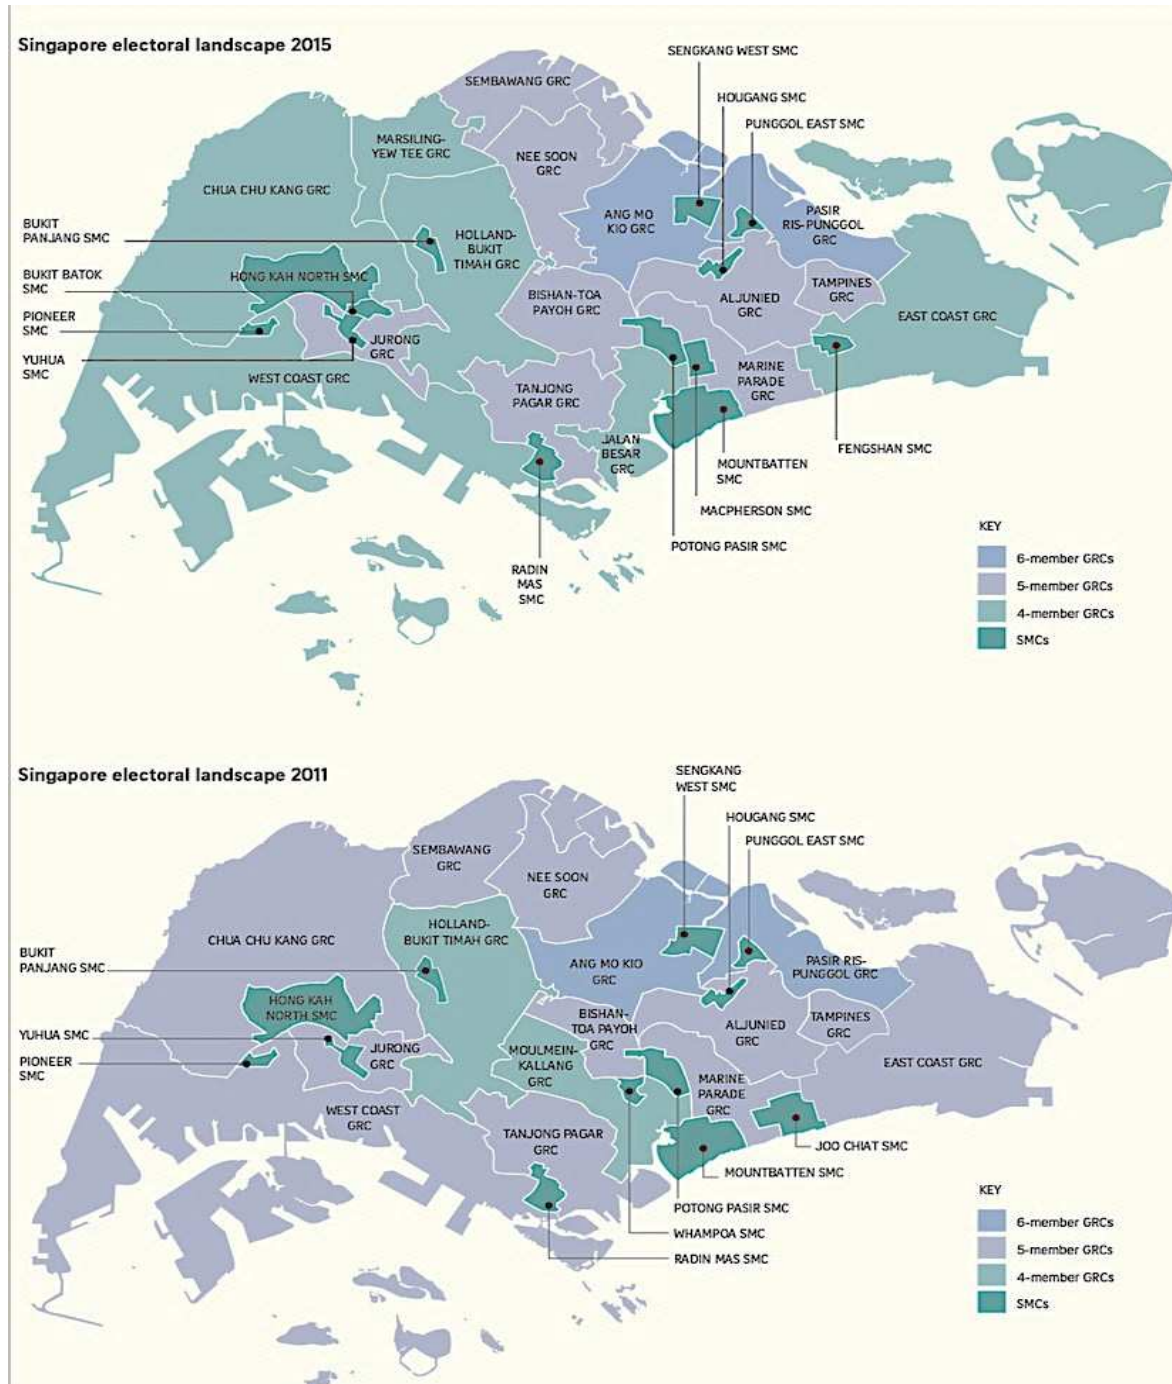 Singapore electoral landscape 2015
SENGKANG WEST SMC
HOUGANG SMC
PUNGGOL EAST SMC
SEMBAWANG GRC
MARSILING-
YEW TEE GRC
NEE SOON
GRC
CHUA CHU KANG GRC
ANG MO
KIO GRC
PASIR
RIS-PUNGGOL
GRC
BUKIT
PANJANG SMC
HOLLAND-
BUKIT
TIMAH GRC
BUKIT BATOK
SMC
HONG KAH NORTH SMC
BISHAN-TOA
PAYOH GRC
ALJUNIED
GRC
TAMPINES
GRC
EAST COAST GRC
PIONEER
SMC
JURONG
GRC
YUHUA
SMC
WEST COAST GRC
TANJONG
PAGAR GRC
MARINE
PARADE
GRC
JALAN
BESAR
GRC
FENGSHAN SMC
MOUNTBATTEN
SMC
MACPHERSON SMC
POTONG PASIR SMC
RADIN
MAS
SMC
KEY
6-member GRCs
5-member GRCs
4-member GRCs
SMCs
Singapore electoral landscape 2011
SENGKANG
WEST SMC
HOUGANG SMC
PUNGGOL EAST SMC
SEMBAWANG
GRC
NEE SOON
GRC
HOLLAND-
BUKIT TIMAH GRC
CHUA CHU KANG GRC
BUKIT
PANJANG SMC
ANG MO KIO
GRC
PASIR RIS-
PUNGGOL GRC
HONG KAH
NORTH SMC
BISHAN-
TOA PAYOH
GRC
ALJUNIED
GRC
TAMPINES
GRC
YUHUA SMC
PIONEER
SMC
JURONG
GRC
MOULMEIN-
KALLANG
GRC
EAST COAST GRC
MARINE
PARADE
GRC
WEST COAST
GRC
TANJONG PAGAR
GRC
JOO CHIAT SMC
MOUNTBATTEN SMC
POTONG PASIR SMC
WHAMPOA SMC
RADIN MAS SMC
KEY
6-member GRCs
5-member GRCs
4-member GRCs
SMCs